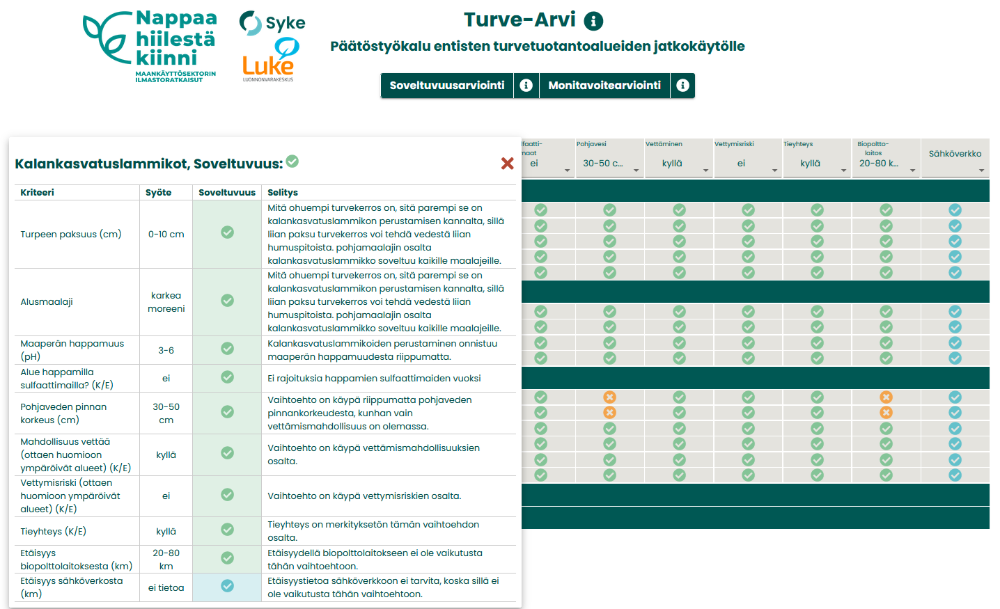 Nappaa
hiilestä
kiinni
MAANKÄYTTÖSEKTORIN
ILMASTORATKAISUT
Syke
Luke
LUONNONVARAKESKUS
Turve-Arvi
Päätöstyökalu entisten turvetuotantoalueiden jatkokäytölle
Soveltuvuusarviointi
Monitavoitearviointi
Kalankasvatuslammikot, Soveltuvuus:
Kriteeri Syöte Soveltuvuus Selitys
Turpeen paksuus (cm)
0-10 cm
Mitä ohuempi turvekerros on, sitä parempi se on
kalankasvatuslammikon perustamisen kannalta, sillä
liian paksu turvekerros voi tehdä vedestä liian
humuspitoista. pohjamaalajin osalta
kalankasvatuslammikko soveltuu kaikille maalajeille.
Alusmaalaji
karkea
moreeni
Mitä ohuempi turvekerros on, sitä parempi se on
kalankasvatuslammikon perustamisen kannalta, sillä
liian paksu turvekerros voi tehdä vedestä liian
humuspitoista. pohjamaalajin osalta
kalankasvatuslammikko soveltuu kaikille maalajeille.
Maaperän happamuus
(pH)
3-6
Kalankasvatuslammikoiden perustaminen onnistuu
maaperän happamuudesta riippumatta.
Alue happamilla
sulfaattimailla? (K/E)
ei
Ei rajoituksia happamien sulfaattimaiden vuoksi
Pohjaveden pinnan
korkeus (cm)
30-50
cm
Vaihtoehto on käypä riippumatta pohjaveden
pinnankorkeudesta, kunhan vain
vettämismahdollisuus on olemassa.
Mahdollisuus vettää
(ottaen huomioon
ympäröivät alueet) (K/E)
kyllä
Vaihtoehto on käypä vettämismahdollisuuksien
osalta.
Vettymisriski (ottaen
huomioon ympäröivät
alueet) (K/E)
ei
Vaihtoehto on käypä vettymisriskien osalta.
Tieyhteys (K/E)
kyllä
Tieyhteys on merkityksetön tämän vaihtoehdon
osalta.
Etäisyys
biopolttolaitoksesta (km)
20-80
km
Etäisyydellä biopolttolaitokseen ei ole vaikutusta
tähän vaihtoehtoon.
Etäisyys sähköverkosta
(km)
ei tietoa
Etäisyystietoa sähköverkkoon ei tarvita, koska sillä ei
ole vaikutusta tähän vaihtoehtoon.
lfaatti-
maat
ei
Pohjavesi
30-50 c...
Vettäminen
kyllä
Vettymisriski
ei
Tieyhteys
kyllä
Biopoltto-
laitos
20-80 k...
Sähköverkko